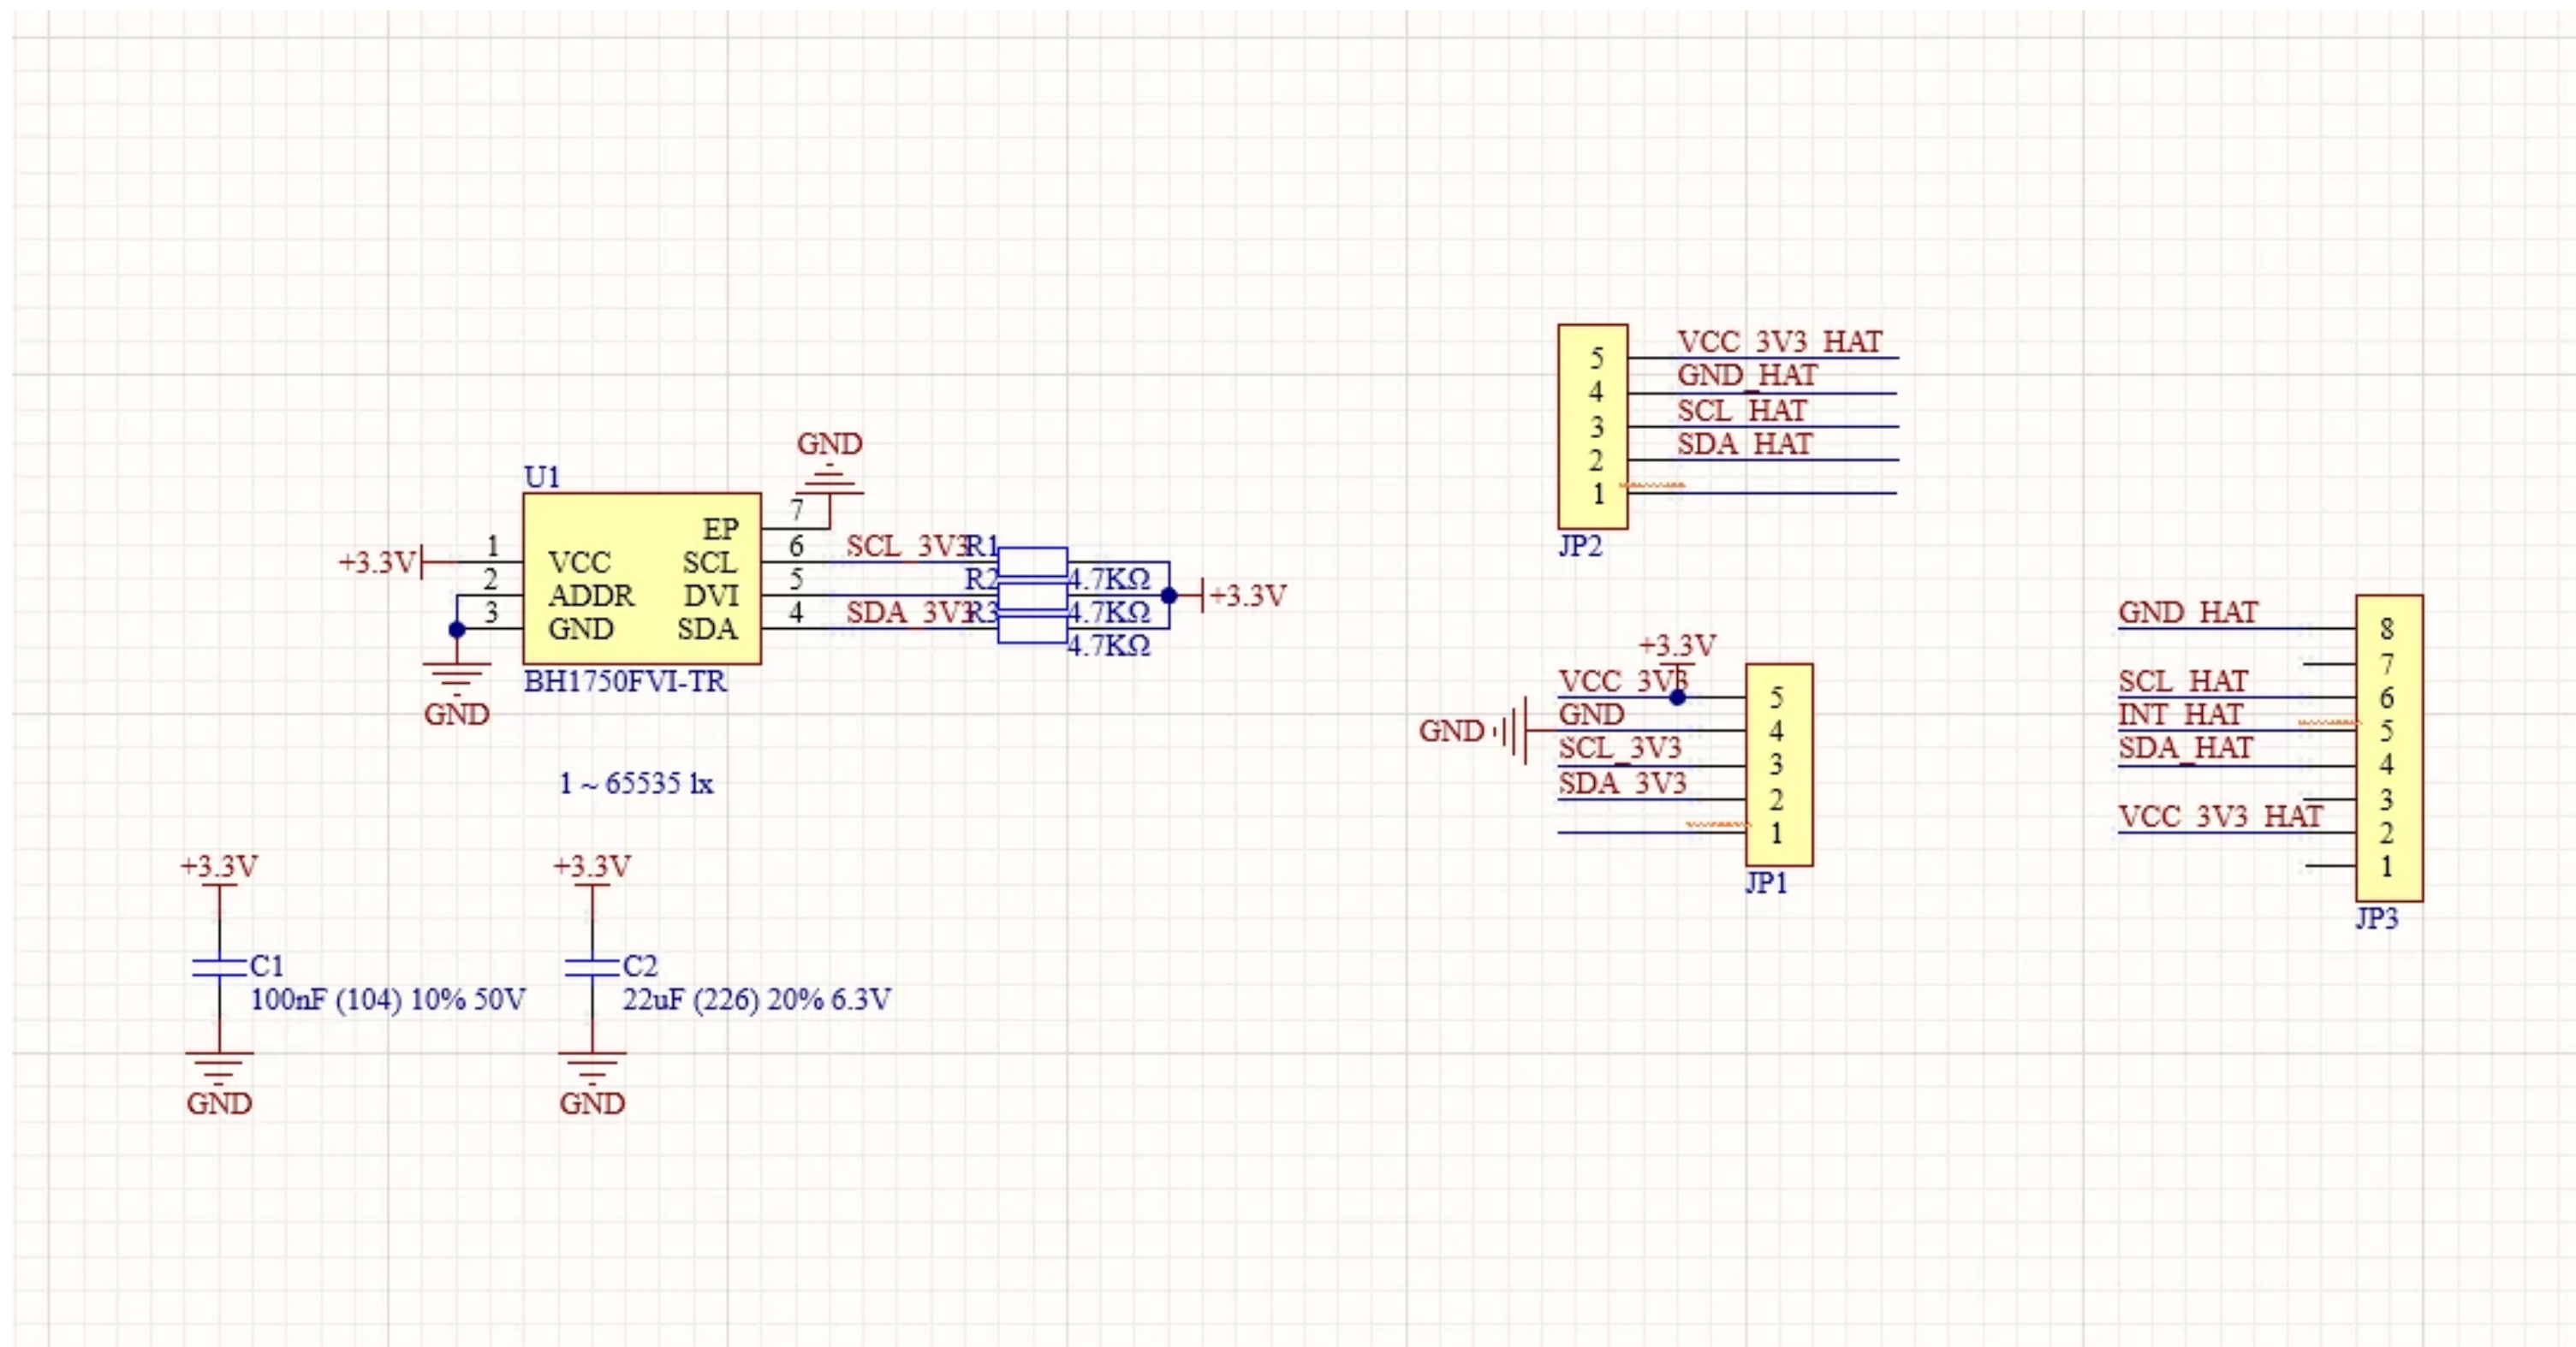 GND
U1
7
EP
+3.3V
1
VCC
SCL
6
SCL_3V3
R1
2
ADDR
DVI
5
R2
4.7KΩ
+3.3V
3
GND
SDA
4
SDA_3V3
R3
4.7KΩ
4.7KΩ
BH1750FVI-TR
GND
1 ~ 65535 lx
+3.3V
C1
100nF (104) 10% 50V
GND
+3.3V
C2
22uF (226) 20% 6.3V
GND
5
VCC_3V3_HAT
4
GND_HAT
3
SCL_HAT
2
SDA_HAT
1
JP2
+3.3V
VCC_3V3
5
GND
GND
4
SCL_3V3
3
SDA_3V3
2
1
JP1
GND_HAT
8
7
SCL_HAT
6
INT_HAT
5
SDA_HAT
4
3
VCC_3V3_HAT
2
1
JP3